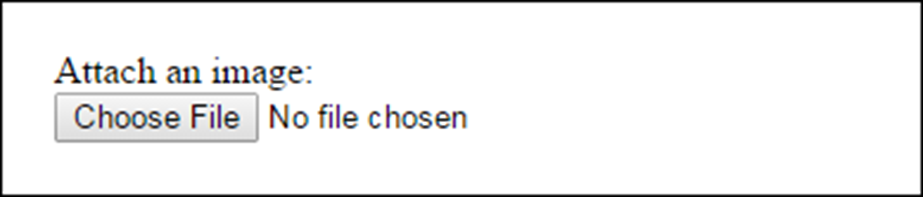 Attach an image:
Choose File No file chosen